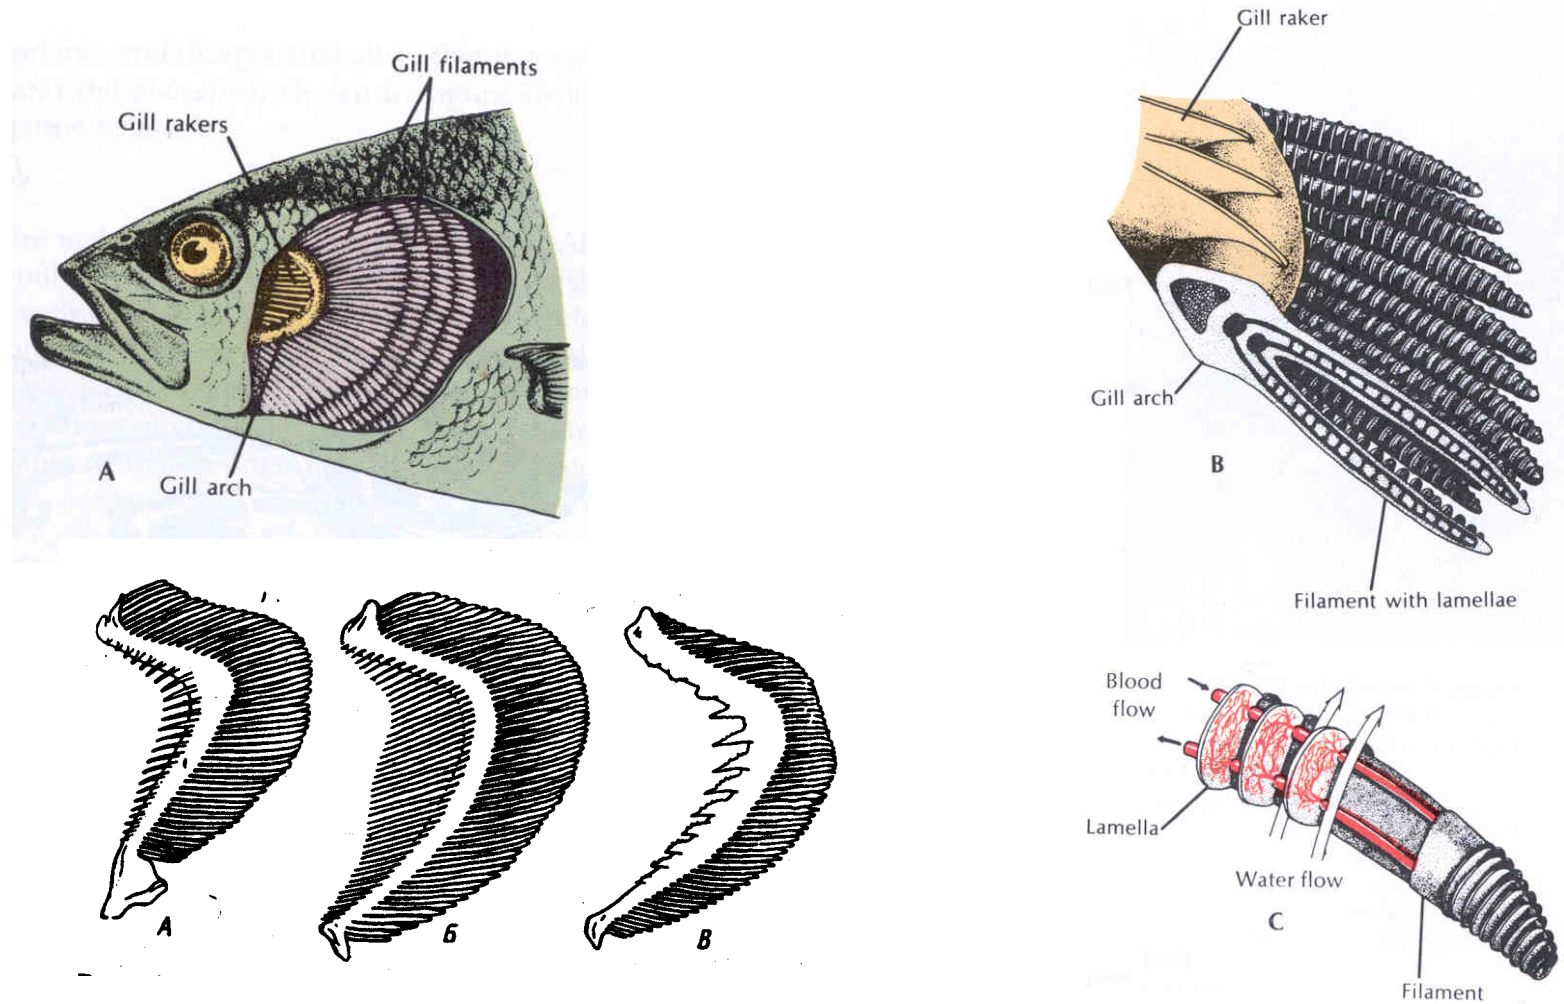 Gill filaments
Gill rakers
A
Gill arch
Gill raker
Gill arch
B
Filament with lamellae
А
Б
В
Blood
flow
Lamella
Water flow
C
Filament